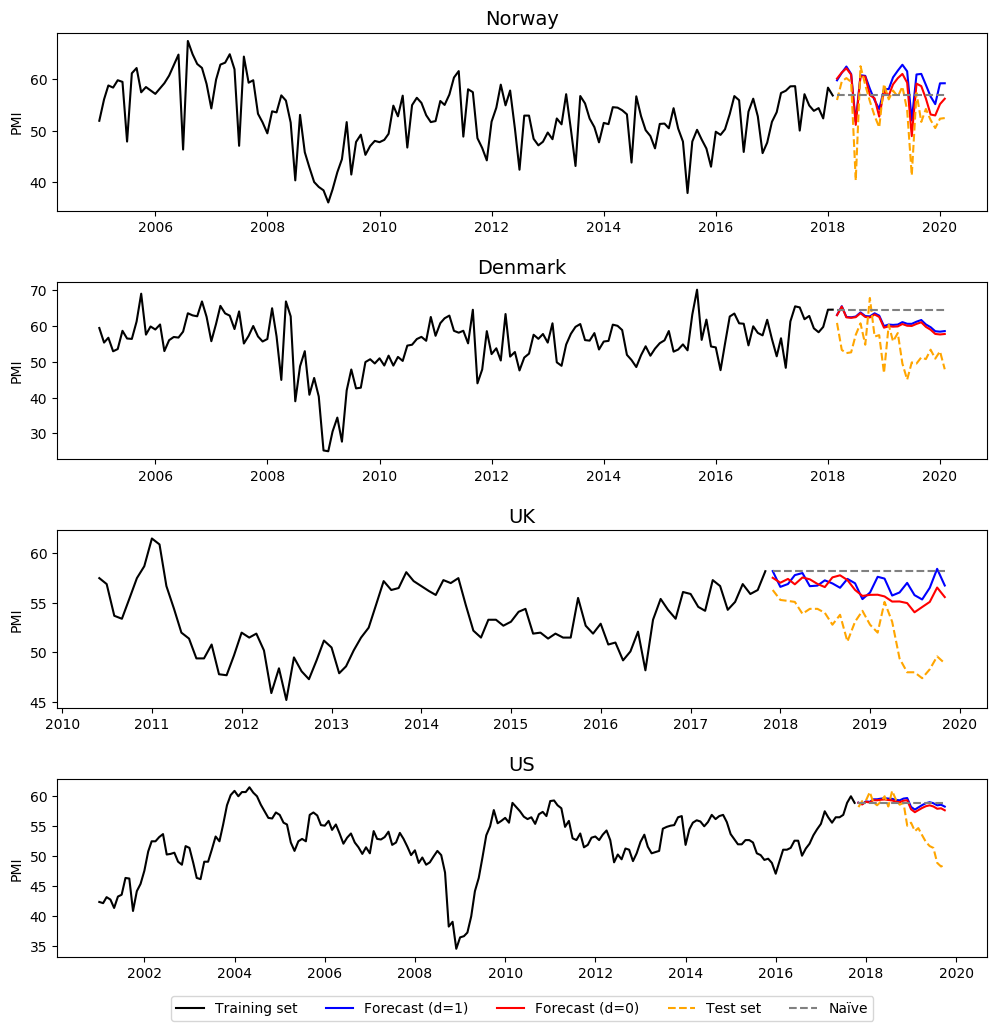 Norway
PMI
60
50
40
2006 2008 2010 2012 2014 2016 2018 2020
Denmark
PMI
70
60
50
40
30
2006 2008 2010 2012 2014 2016 2018 2020
UK
PMI
60
55
50
45
2010 2011 2012 2013 2014 2015 2016 2017 2018 2019 2020
US
PMI
60
55
50
45
40
35
2002 2004 2006 2008 2010 2012 2014 2016 2018 2020
Training set Forecast (d=1) Forecast (d=0) Test set Naïve